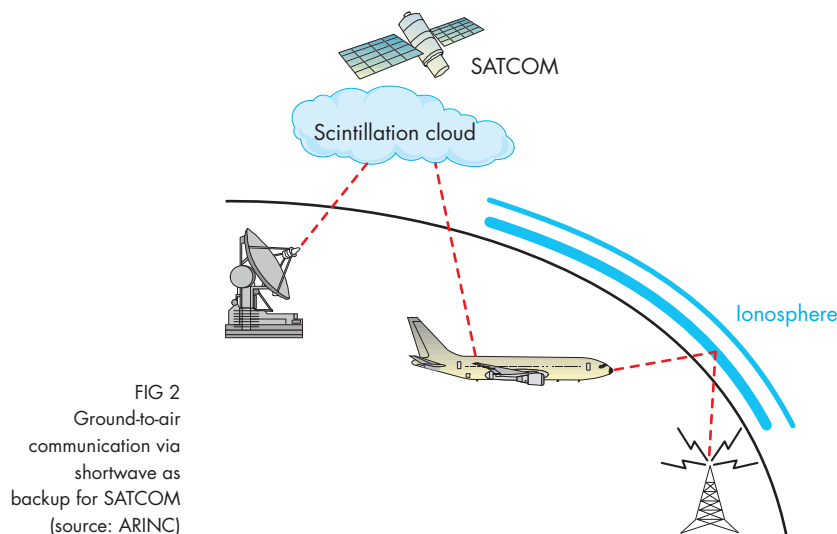 SATCOM
Scintillation cloud
Ionosphere
FIG 2
Ground-to-air
communication via
shortwave as
backup for SATCOM
(source: ARINC)